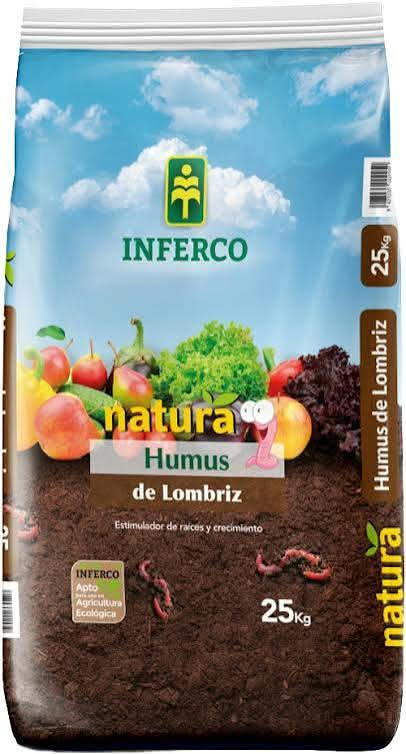 INFERCO
natura
Humus
de Lombriz
Estimulador de raíces y crecimiento
INFERCO
Apto
Agricultura
Ecológica
25Kg
25Kg
Humus de Lombriz
natura